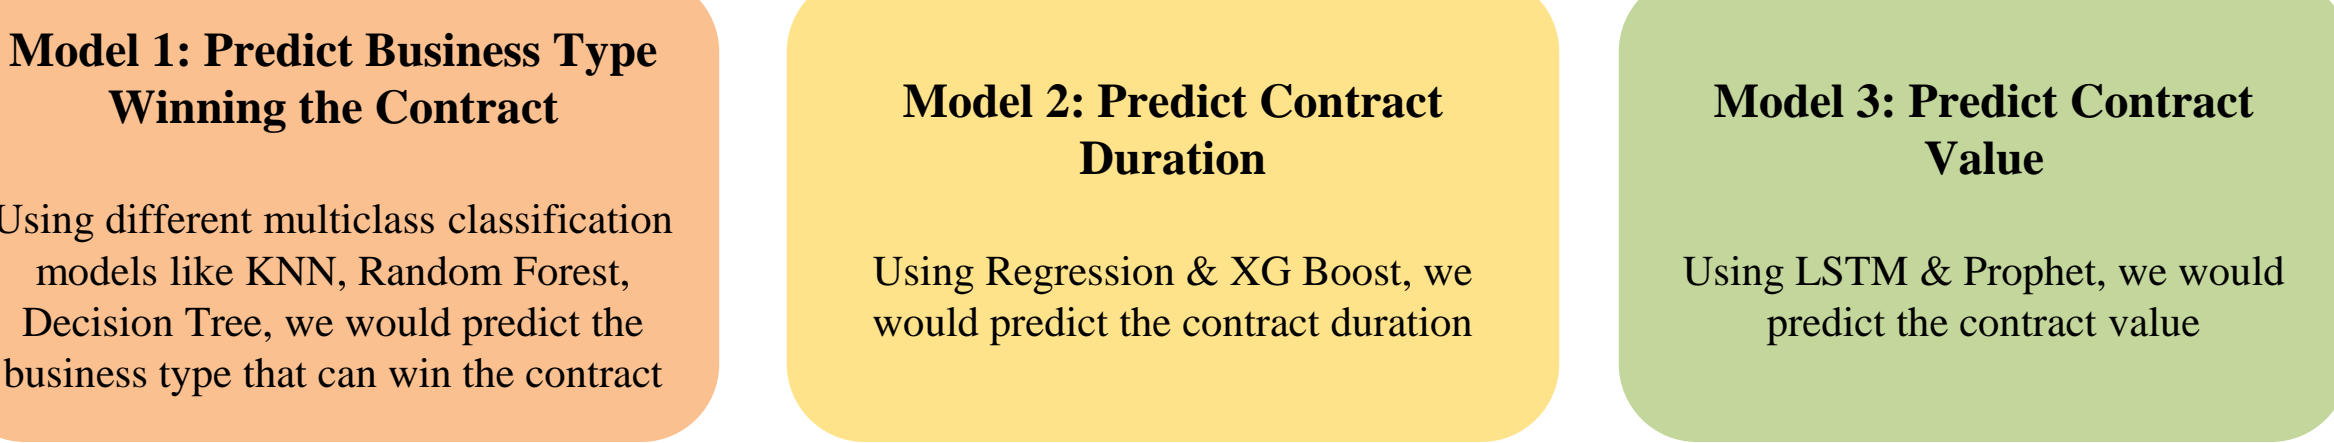 Model 1: Predict Business Type
Winning the Contract
Using different multiclass classification
models like KNN, Random Forest,
Decision Tree, we would predict the
business type that can win the contract
Model 2: Predict Contract
Duration
Using Regression & XG Boost, we
would predict the contract duration
Model 3: Predict Contract
Value
Using LSTM & Prophet, we would
predict the contract value